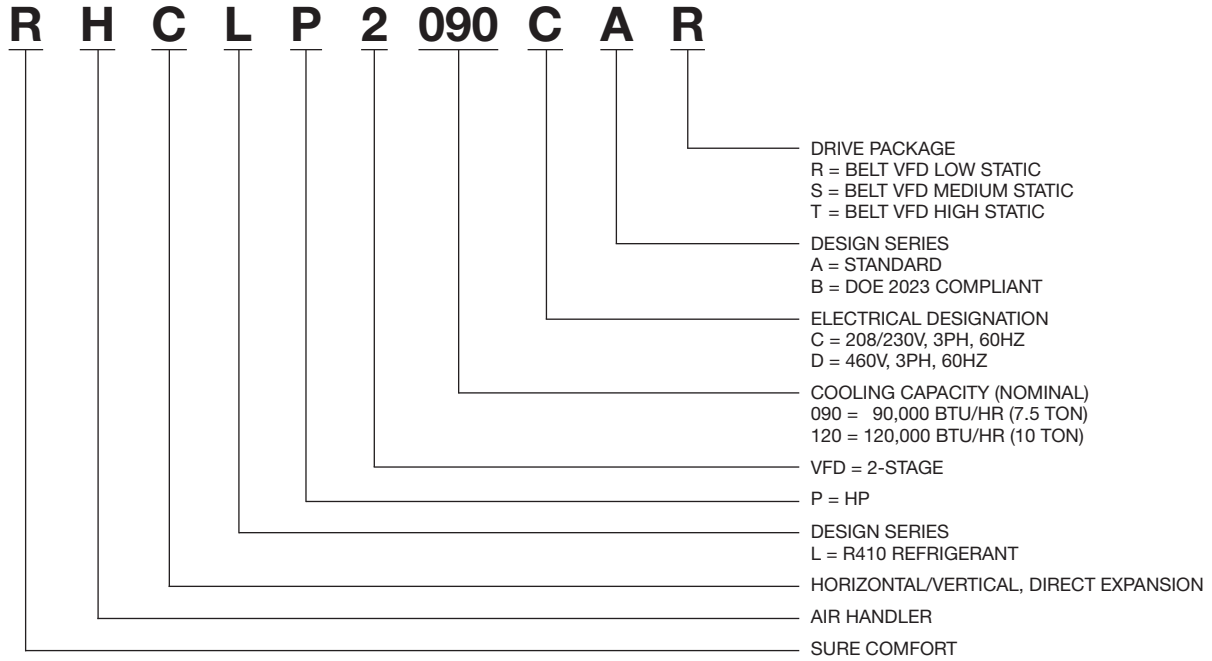 R H C L P 2 090 C A R
DRIVE PACKAGE
R = BELT VFD LOW STATIC
S = BELT VFD MEDIUM STATIC
T = BELT VFD HIGH STATIC
DESIGN SERIES
A = STANDARD
B = DOE 2023 COMPLIANT
ELECTRICAL DESIGNATION
C = 208/230V, 3PH, 60HZ
D = 460V, 3PH, 60HZ
COOLING CAPACITY (NOMINAL)
090 = 90,000 BTU/HR (7.5 TON)
120 = 120,000 BTU/HR (10 TON)
VFD = 2-STAGE
P = HP
DESIGN SERIES
L = R410 REFRIGERANT
HORIZONTAL/VERTICAL, DIRECT EXPANSION
AIR HANDLER
SURE COMFORT